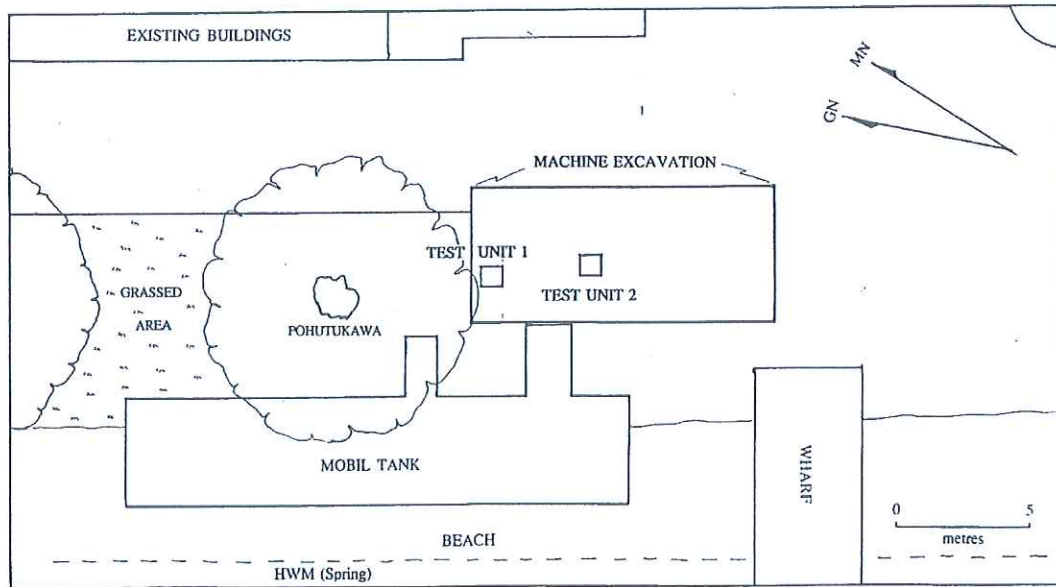 EXISTING BUILDINGS
MN
GN
MACHINE EXCAVATION
TEST UNIT 1
TEST UNIT 2
GRASSED
AREA
POHUTUKAWA
MOBIL TANK
WHARF
0 5
metres
BEACH
HWM (Spring)